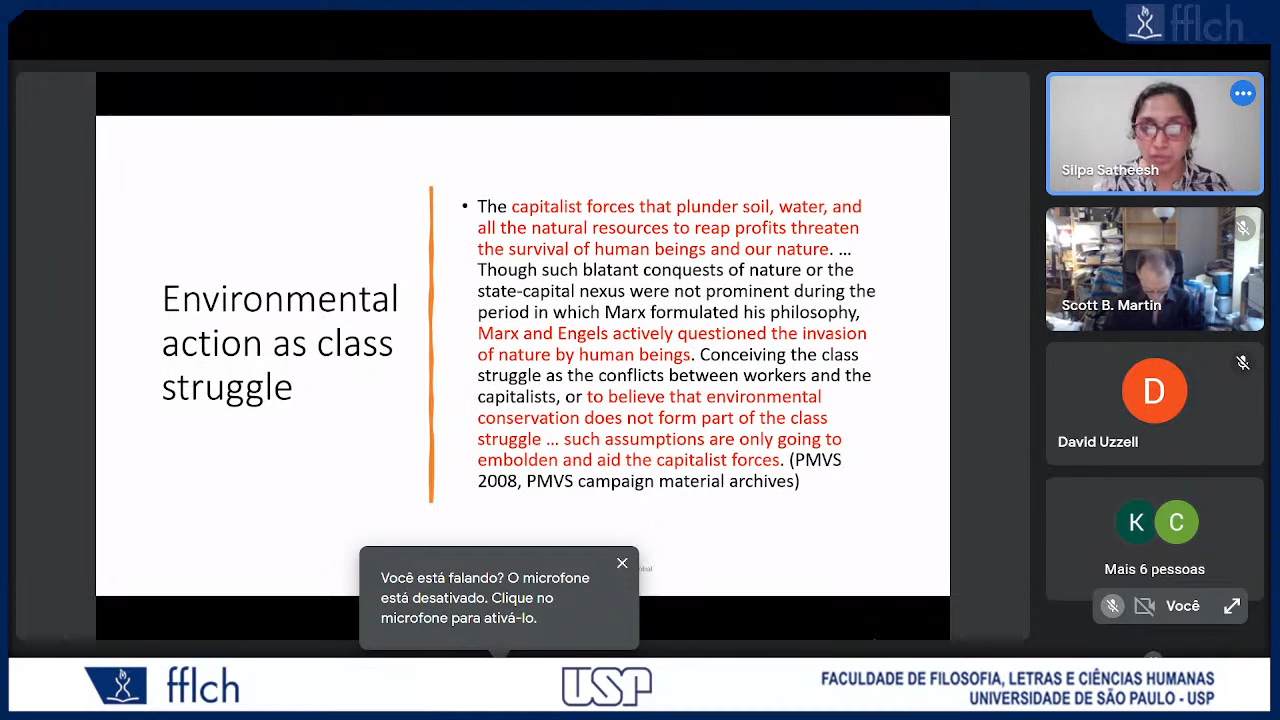 fflch
Environmental
action as class
struggle
• The capitalist forces that plunder soil, water, and
all the natural resources to reap profits threaten
the survival of human beings and our nature. …
Though such blatant conquests of nature or the
state-capital nexus were not prominent during the
period in which Marx formulated his philosophy,
Marx and Engels actively questioned the invasion
of nature by human beings. Conceiving the class
struggle as the conflicts between workers and the
capitalists, or to believe that environmental
conservation does not form part of the class
struggle … such assumptions are only going to
embolden and aid the capitalist forces. (PMVS
2008, PMVS campaign material archives)
Você está falando? O microfone
está desativado. Clique no
microfone para ativá-lo.
Silpa Satheesh
Scott B. Martin
D
David Uzzell
K C
Mais 6 pessoas
Você
fflch
USP
FACULDADE DE FILOSOFIA, LETRAS E CIÊNCIAS HUMANAS
UNIVERSIDADE DE SÃO PAULO - USP